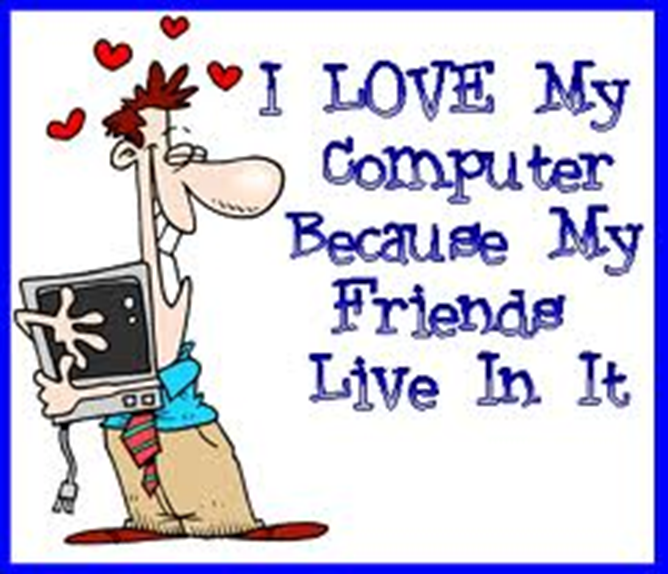 I LOVE My
Computer
Because My
Friends
Live In It